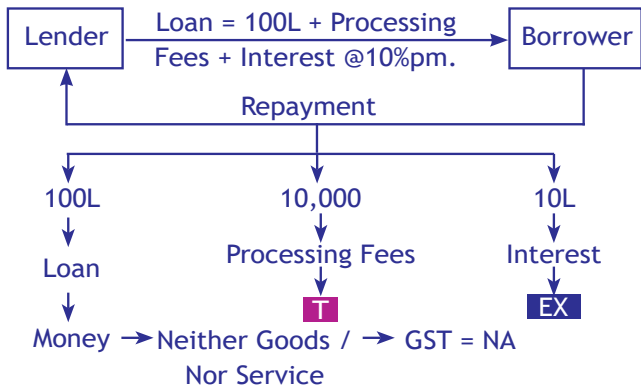 Lender
Loan = 100L + Processing
Fees + Interest @10%pm.
Borrower
Repayment
100L
10,000
10L
Loan
Processing Fees
Interest
T
EX
Money
Neither Goods /
Nor Service
GST = NA